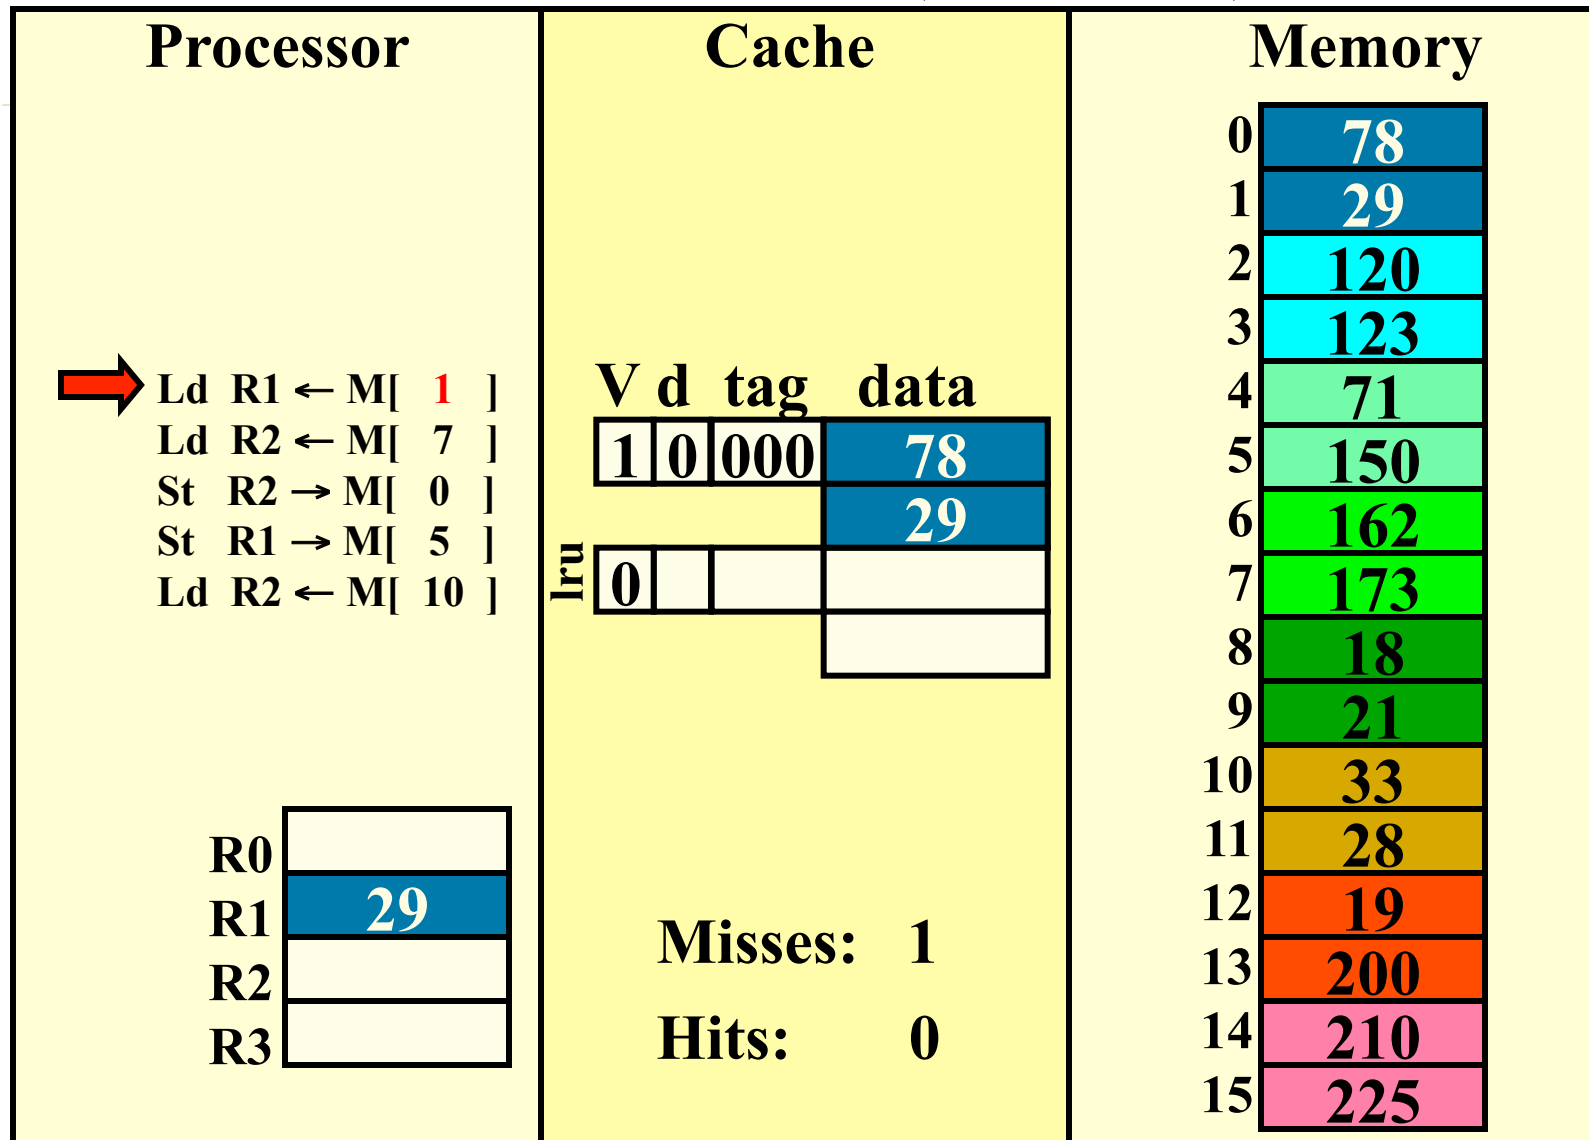 Processor
Ld R1 ← M[ 1 ]
Ld R2 ← M[ 7 ]
St R2 → M[ 0 ]
St R1 → M[ 5 ]
Ld R2 ← M[ 10 ]
R0
R1 29
R2
R3
Cache
V d tag data
1 0 000 78
29
lru
0
Misses: 1
Hits: 0
Memory
0 78
1 29
2 120
3 123
4 71
5 150
6 162
7 173
8 18
9 21
10 33
11 28
12 19
13 200
14 210
15 225